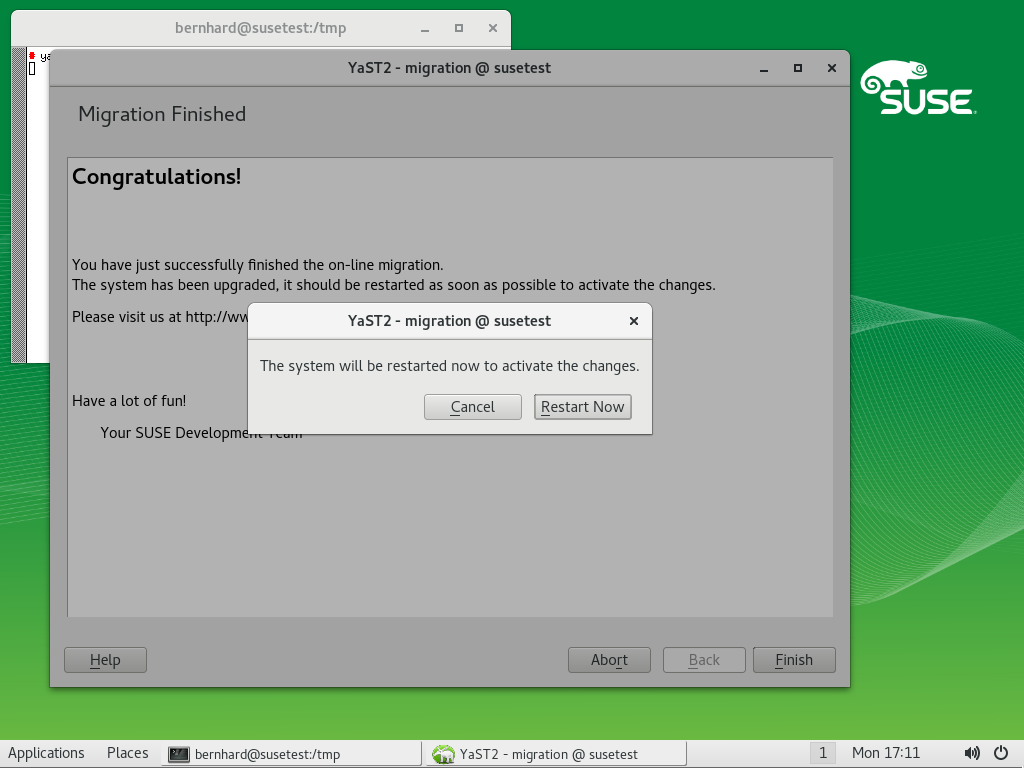 bernhard@susetest:/tmp
ya
YaST2 - migration @ susetest
SUSE
Migration Finished
Congratulations!
You have just successfully finished the on-line migration.
The system has been upgraded, it should be restarted as soon as possible to activate the changes.
Please visit us at http://ww
YaST2 - migration @ susetest
The system will be restarted now to activate the changes.
Cancel
Restart Now
Have a lot of fun!
Your SUSE Development Team
Help
Abort
Back
Finish
Applications
Places
bernhard@susetest:/tmp
YaST2 - migration @ susetest
1
Mon 17:11